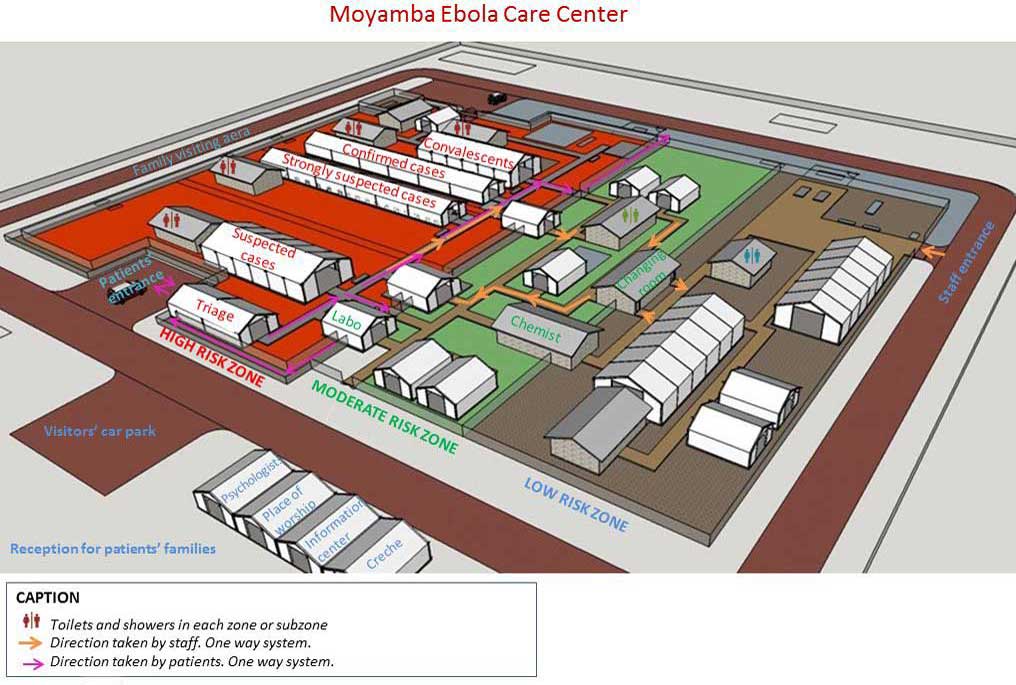 Moyamba Ebola Care Center
Family visiting aera
Convalescents
Confirmed cases
Strongly suspected cases
Suspected
cases
Patients'
entrance
Triage
Labo
Changing
room
Chemist
Staff entrance
HIGH RISK ZONE
MODERATE RISK ZONE
LOW RISK ZONE
Visitors' car park
Psychologist
Place of
worship
Information
center
Creche
Reception for patients' families
CAPTION
Toilets and showers in each zone or subzone
Direction taken by staff. One way system.
Direction taken by patients. One way system.